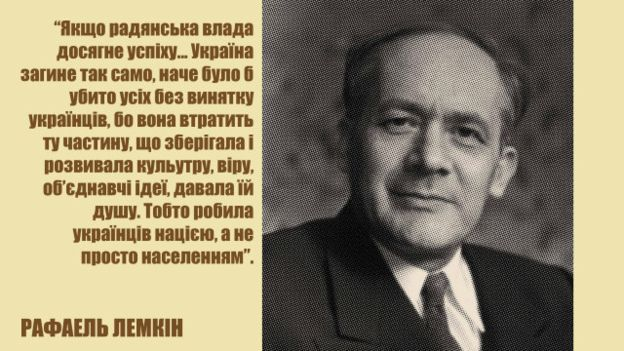 “Якщо радянська влада
досягне успіху... Україна
загине так само, наче було б
убито усіх без винятку
українців, бо вона втратить
ту частину, що зберігала і
розвивала кульутру, віру,
об’єднавчі ідеї, давала їй
душу. Тобто робила
українців нацією, а не
просто населенням”.
РАФАЕЛЬ ЛЕМКІН